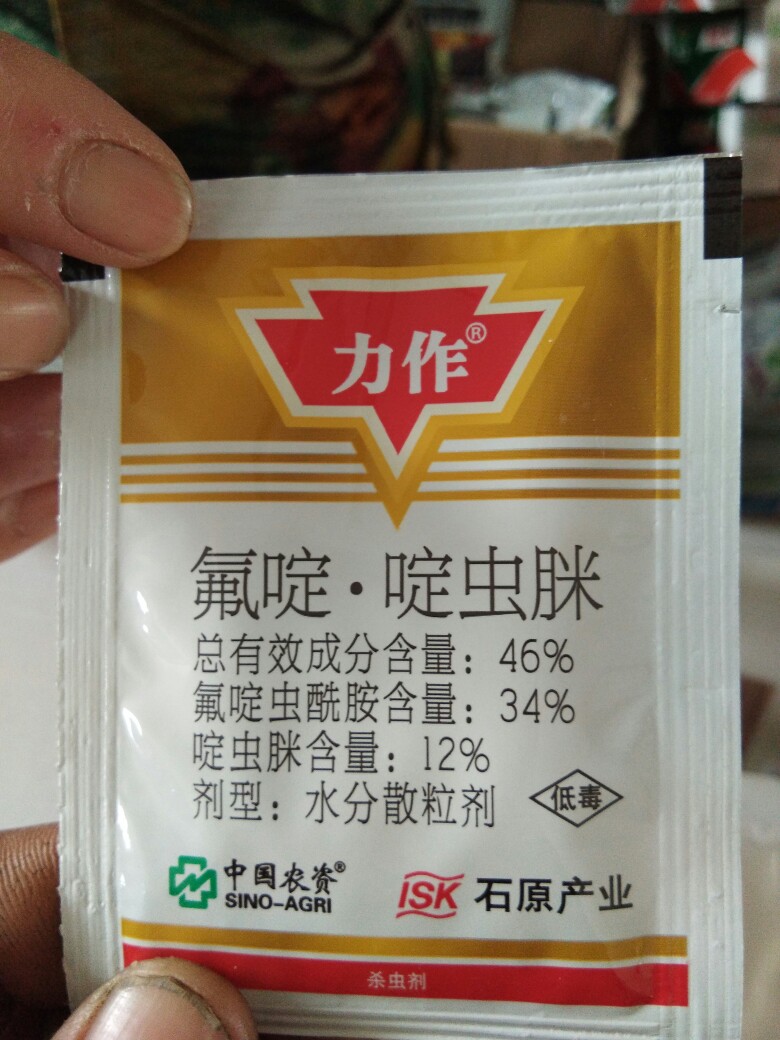 力作®
氟啶·啶虫脒
总有效成分含量：46%
氟啶虫酰胺含量：34%
啶虫脒含量：12%
剂型：水分散粒剂
低毒
中国农资®
SINO-AGRI
ISK 石原产业
杀虫剂